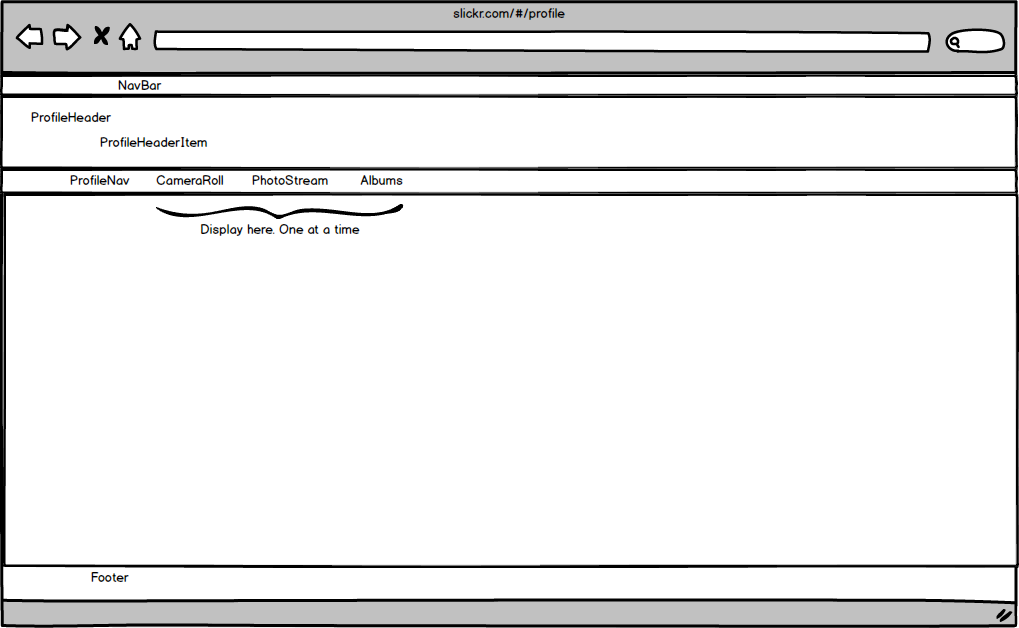 slickr.com/#/profile
NavBar
ProfileHeader
ProfileHeaderItem
ProfileNav CameraRoll PhotoStream Albums
Display here. One at a time
Footer